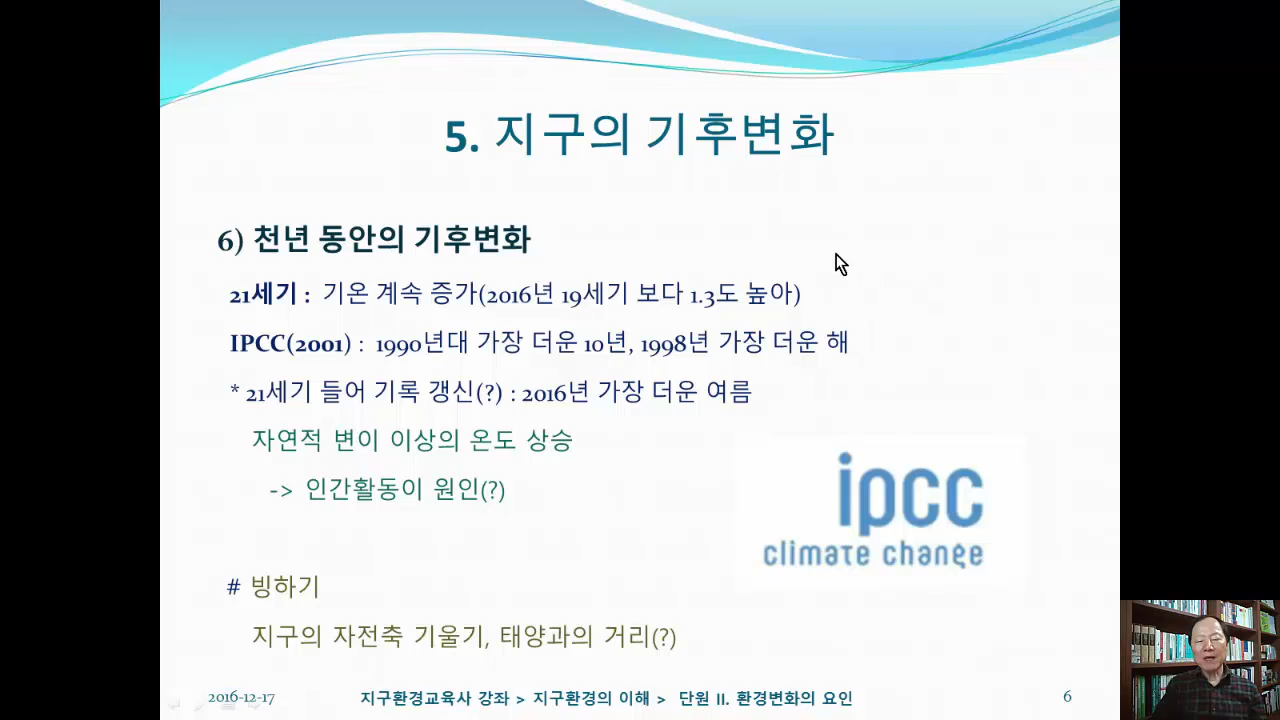 5. 지구의 기후변화
6) 천년 동안의 기후변화
21세기 : 기온 계속 증가(2016년 19세기 보다 1.3도 높아)
IPCC(2001) : 1990년대 가장 더운 10년, 1998년 가장 더운 해
* 21세기 들어 기록 갱신(?) : 2016년 가장 더운 여름
자연적 변이 이상의 온도 상승
-> 인간활동이 원인(?)
ipcc
climate change
# 빙하기
지구의 자전축 기울기, 태양과의 거리(?)
2016-12-17 지구환경교육사 강좌 > 지구환경의 이해 > 단원 II. 환경변화의 요인 6